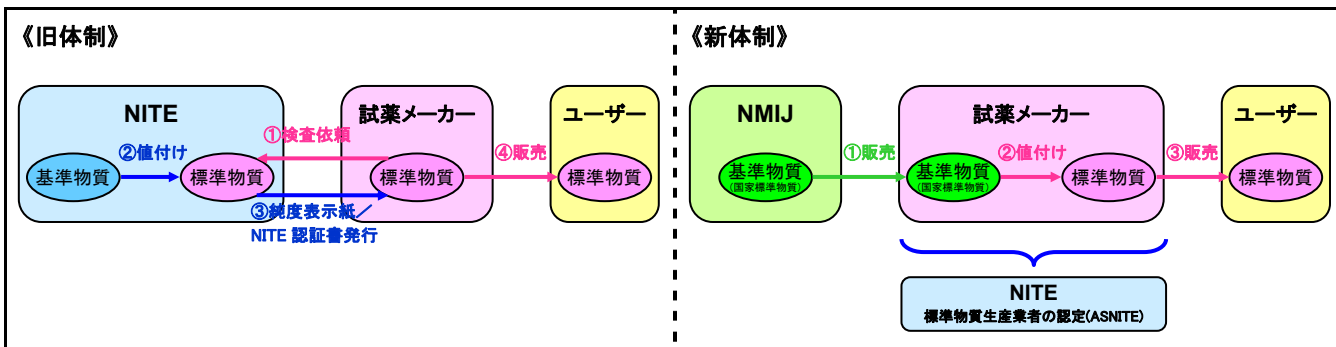 《旧体制》
NITE
試薬メーカー
ユーザー
①検査依頼
②値付け
④販売
基準物質
標準物質
標準物質
標準物質
③純度表示紙／
NITE 認証書発行
《新体制》
NMIJ
試薬メーカー
ユーザー
①販売
②値付け
③販売
基準物質
(国家標準物質)
基準物質
(国家標準物質)
標準物質
標準物質
NITE
標準物質生産業者の認定(ASNITE)